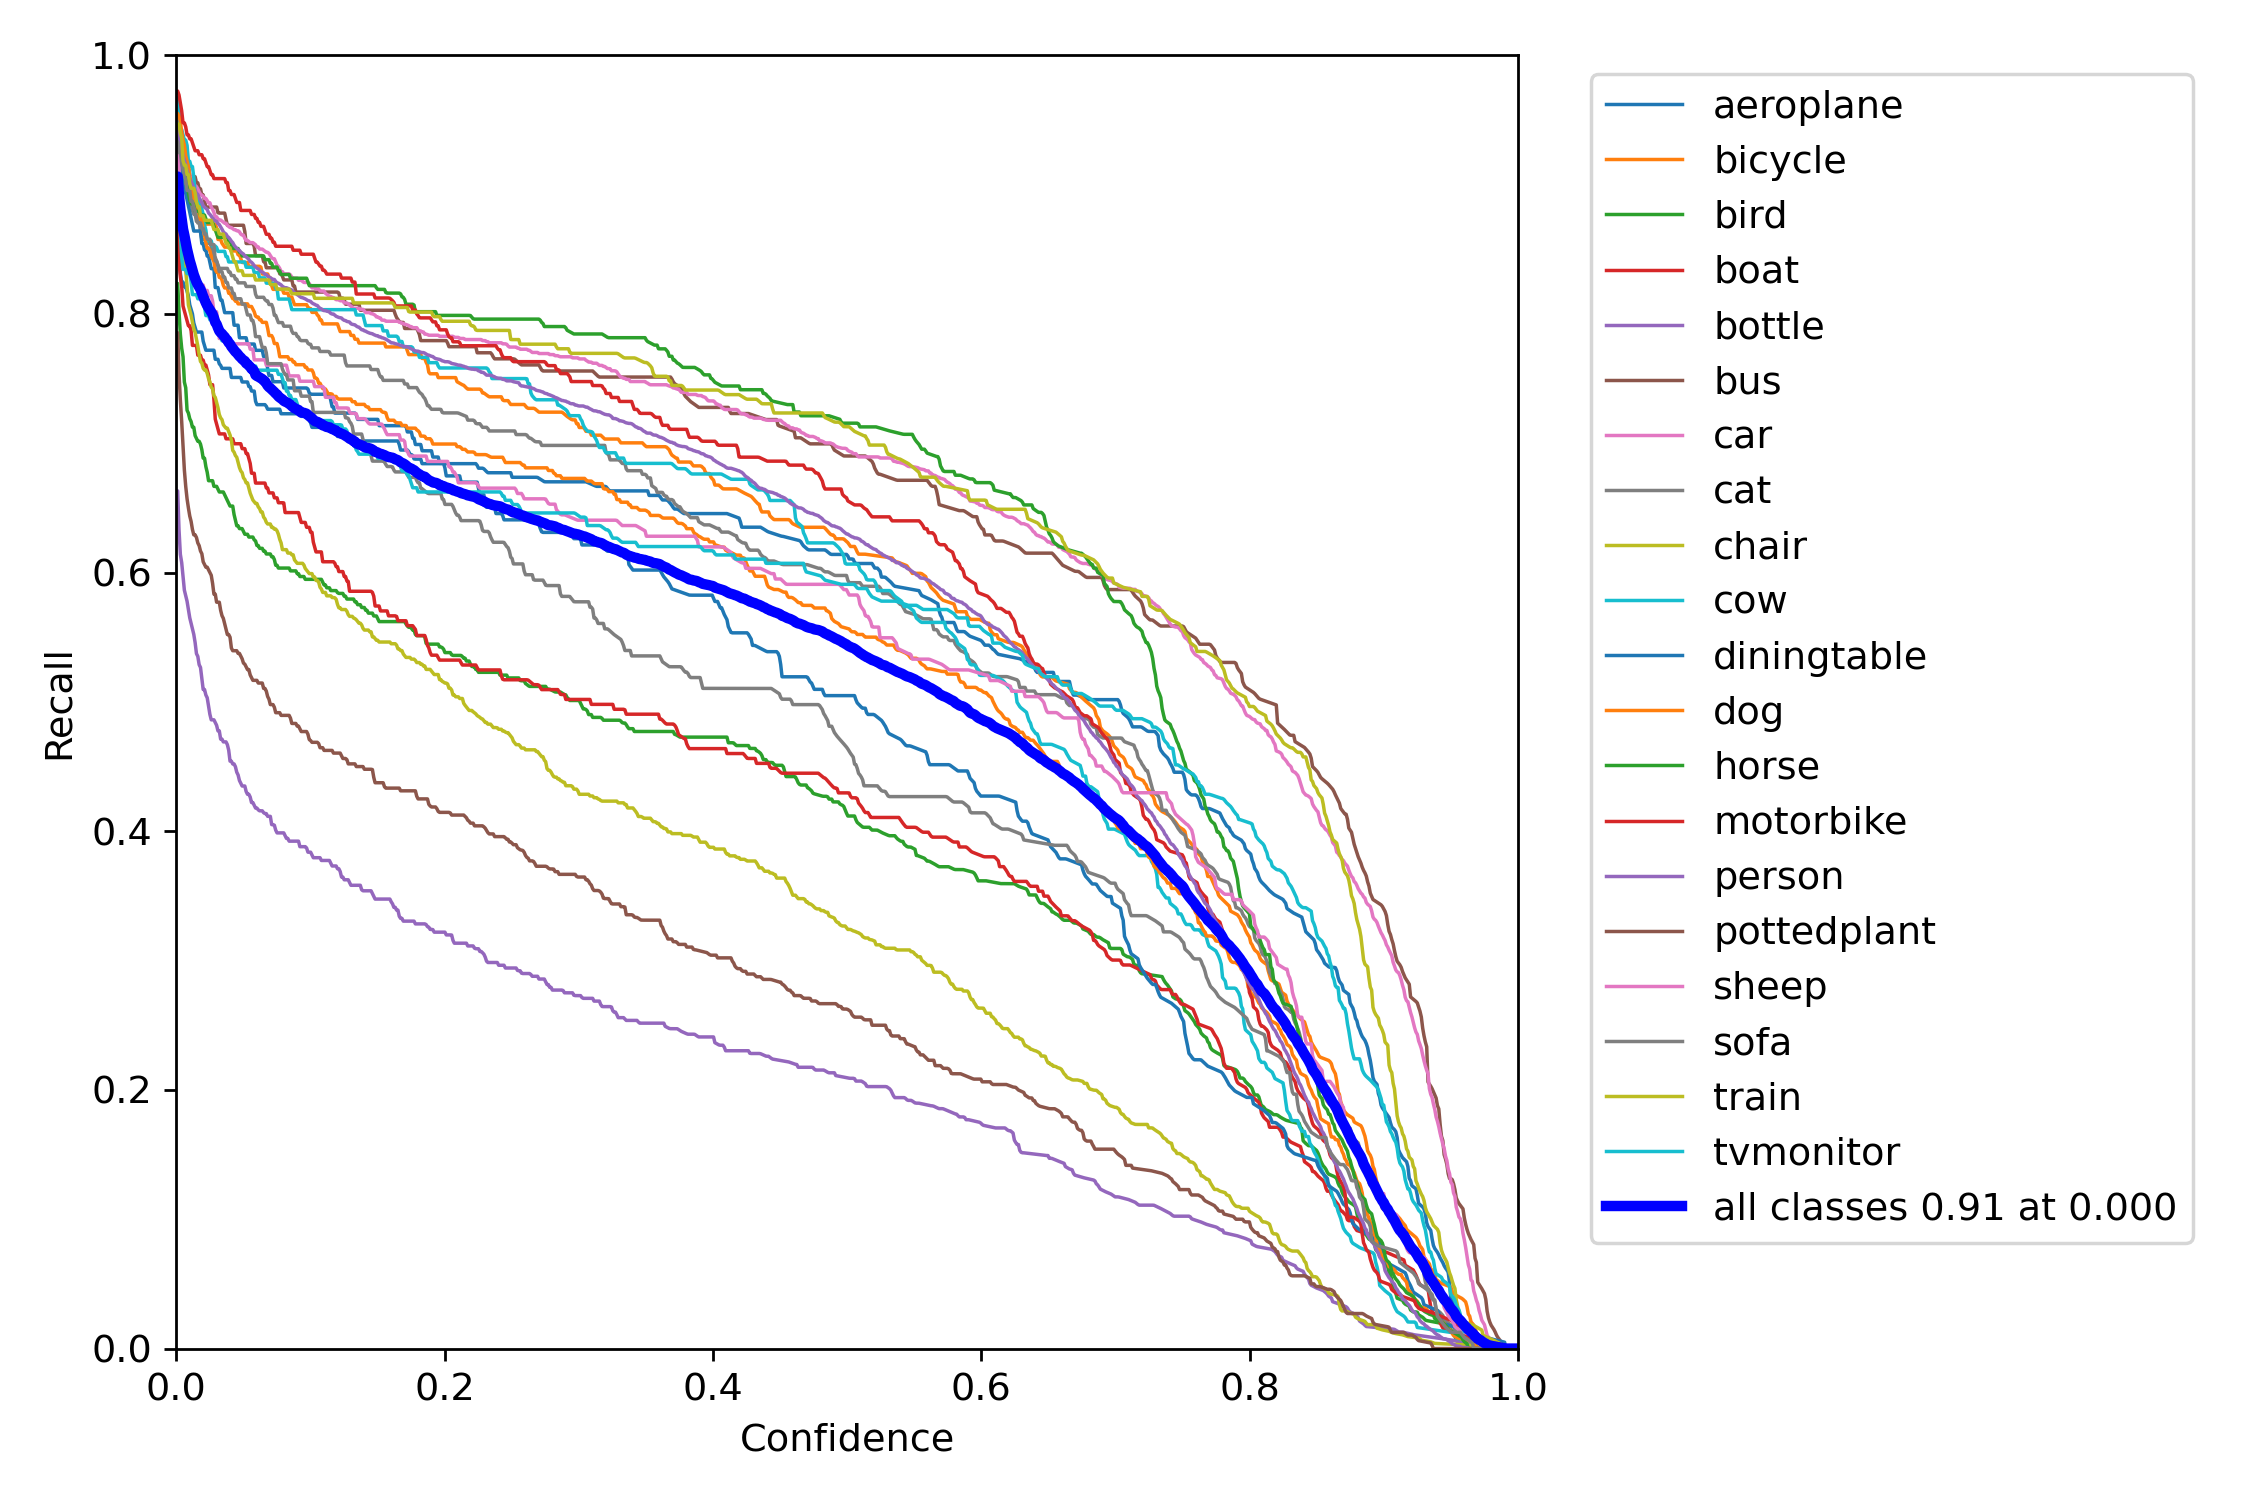 1.0
0.8
0.6
0.4
0.2
0.0
Recall
0.0 0.2 0.4 0.6 0.8 1.0
Confidence
aeroplane
bicycle
bird
boat
bottle
bus
car
cat
chair
cow
diningtable
dog
horse
motorbike
person
pottedplant
sheep
sofa
train
tvmonitor
all classes 0.91 at 0.000